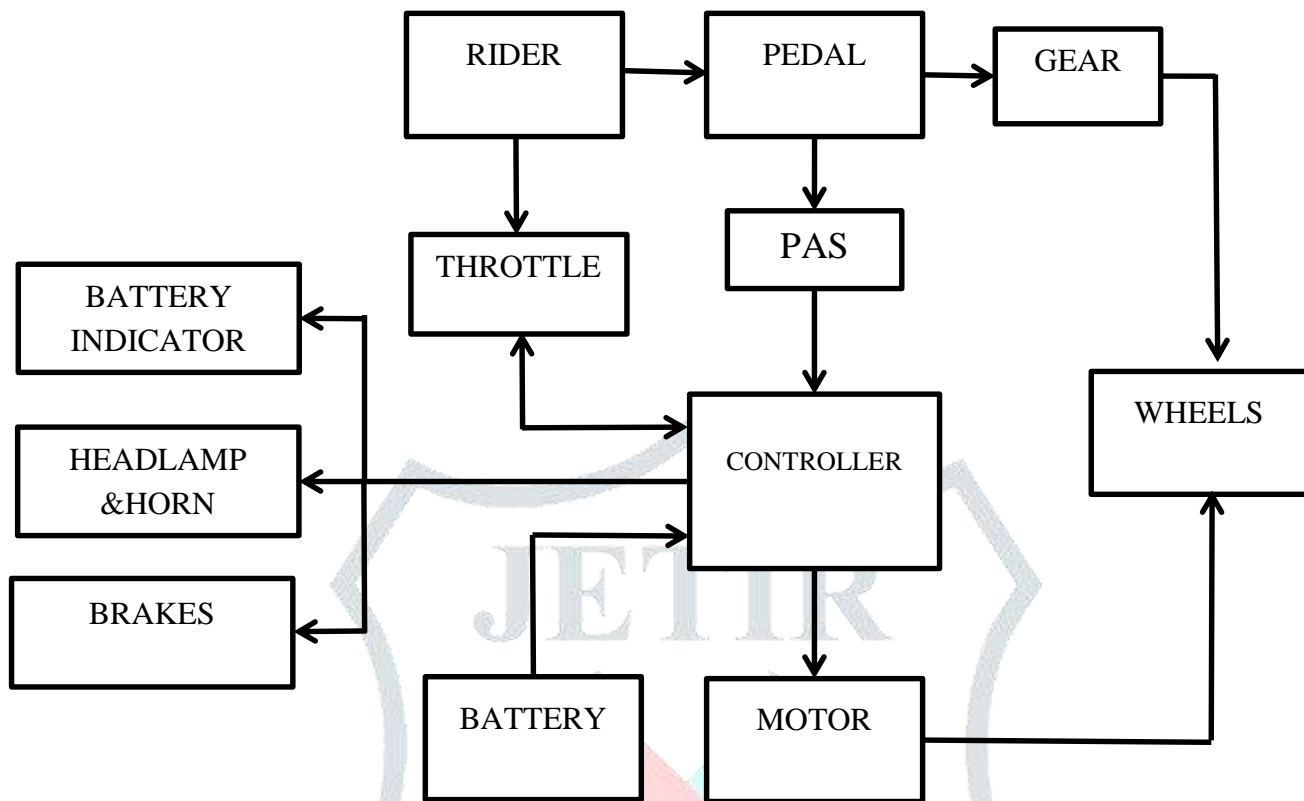 RIDER
PEDAL
GEAR
PAS
THROTTLE
BATTERY
INDICATOR
WHEELS
HEADLAMP
&HORN
CONTROLLER
JETIR
BRAKES
BATTERY
MOTOR